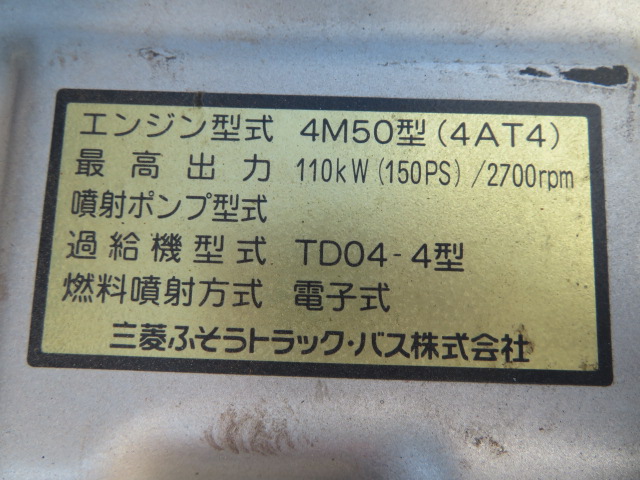 エンジン型式 4M50型(4AT4)
最高出力 110kW(150PS)/2700rpm
噴射ポンプ型式
過給機型式 TD04-4型
燃料噴射方式 電子式
三菱ふそうトラック・バス株式会社